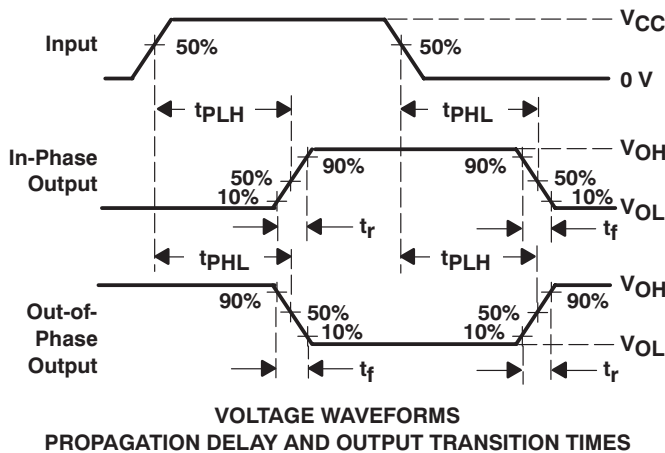 VCC
Input
50%
50%
0 V
tPLH
tPHL
In-Phase
Output
VOH
90%
90%
50%
50%
10%
10%
VOL
tr
tf
tPHL
tPLH
Out-of-
Phase
Output
VOH
90%
90%
50%
50%
10%
10%
VOL
tf
tr
VOLTAGE WAVEFORMS
PROPAGATION DELAY AND OUTPUT TRANSITION TIMES